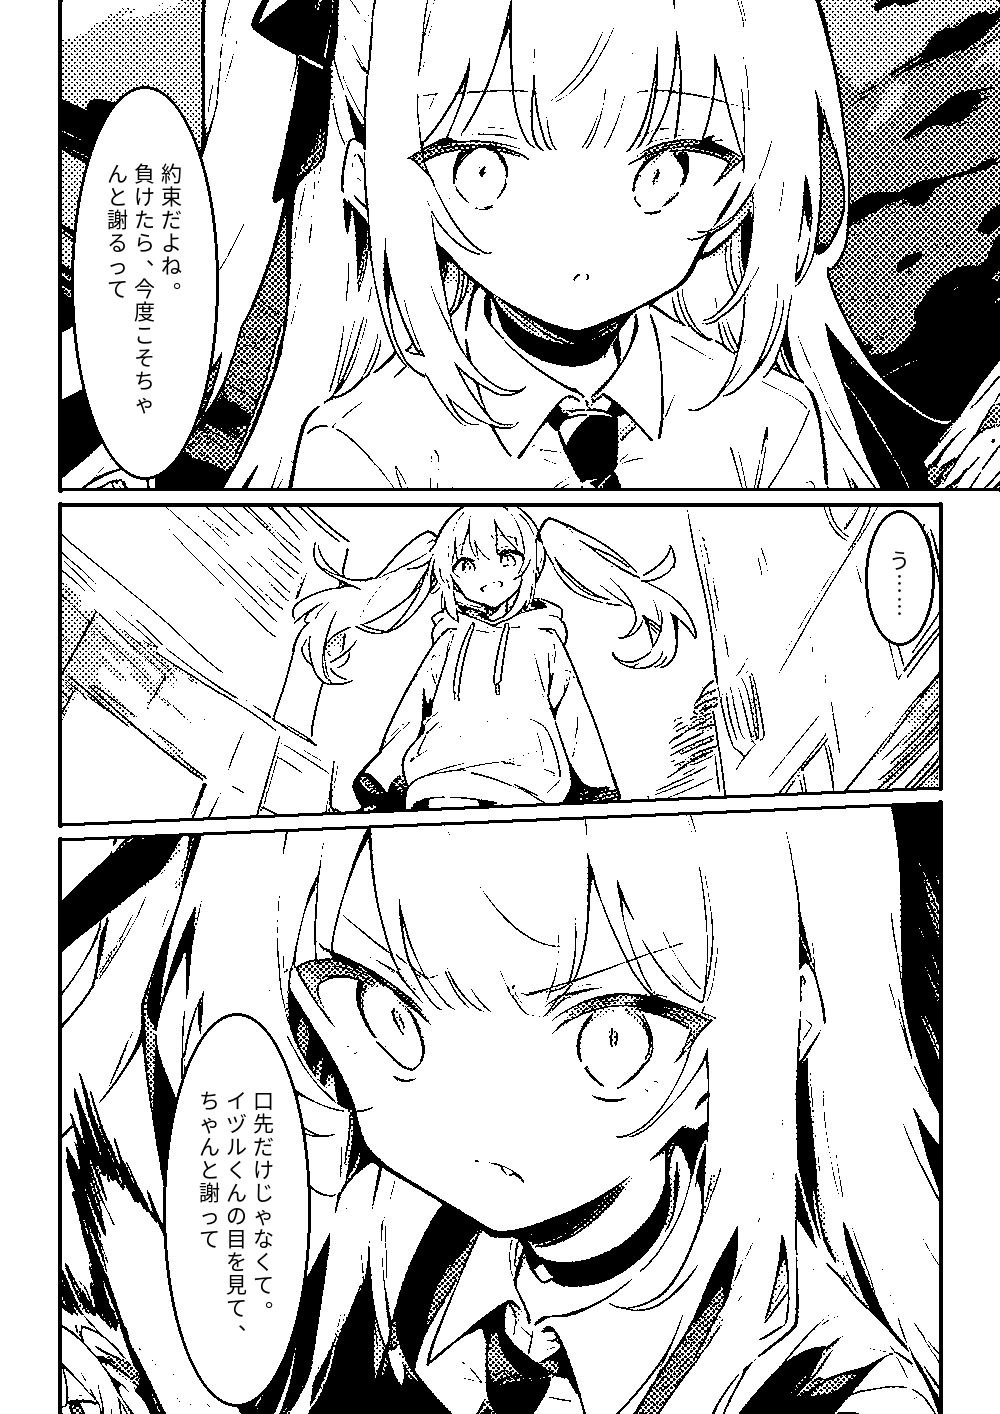 約束だよね。
負けたら、今度こそちゃ
んと謝るって
う……
口先だけじゃなくて。
イヅルくんの目を見て、
ちゃんと謝って